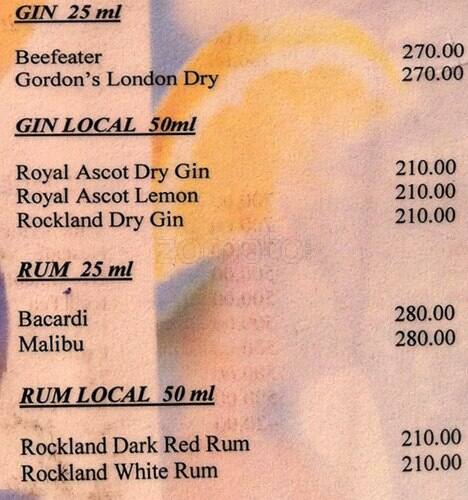 GIN 25 ml
Beefeater 270.00
Gordon's London Dry 270.00
GIN LOCAL 50ml
Royal Ascot Dry Gin 210.00
Royal Ascot Lemon 210.00
Rockland Dry Gin 210.00
RUM 25 ml
Bacardi 280.00
Malibu 280.00
RUM LOCAL 50 ml
Rockland Dark Red Rum 210.00
Rockland White Rum 210.00